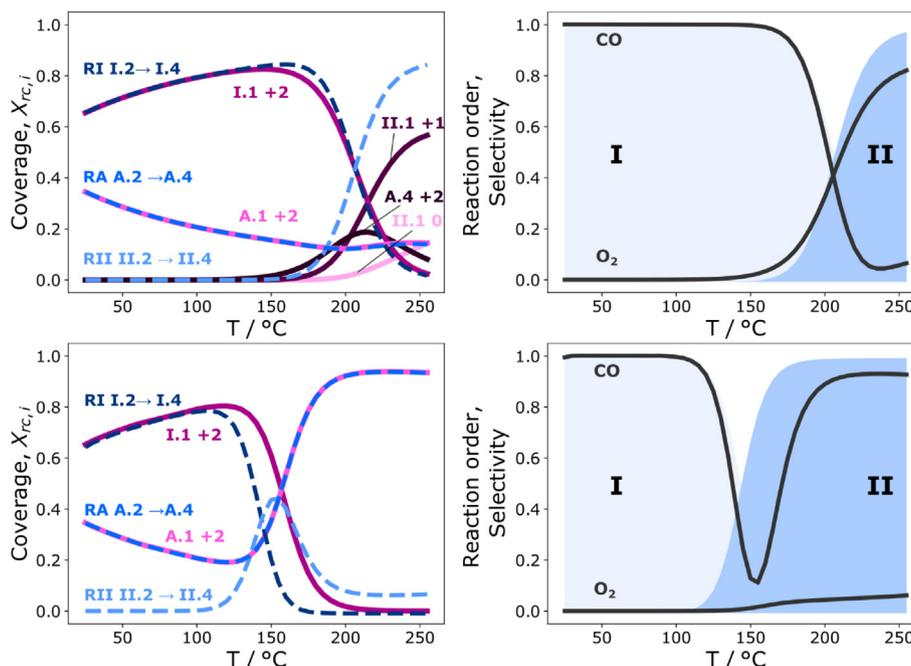 Coverage, X_rc,i
1.0
0.8
0.6
0.4
0.2
0.0
RI I.2→ I.4
I.1 +2
II.1 +1
RA A.2 →A.4
A.1 +2
A.4 +2
II.1 0
RII II.2 → II.4
50 100 150 200 250
T / °C
Reaction order,
Selectivity
1.0
0.8
0.6
0.4
0.2
0.0
CO
I
II
O₂
50 100 150 200 250
T / °C
Coverage, X_rc,i
1.0
0.8
0.6
0.4
0.2
0.0
RI I.2→ I.4
I.1 +2
RA A.2 →A.4
A.1 +2
RII II.2 → II.4
50 100 150 200 250
T / °C
Reaction order,
Selectivity
1.0
0.8
0.6
0.4
0.2
0.0
CO
I
II
O₂
50 100 150 200 250
T / °C